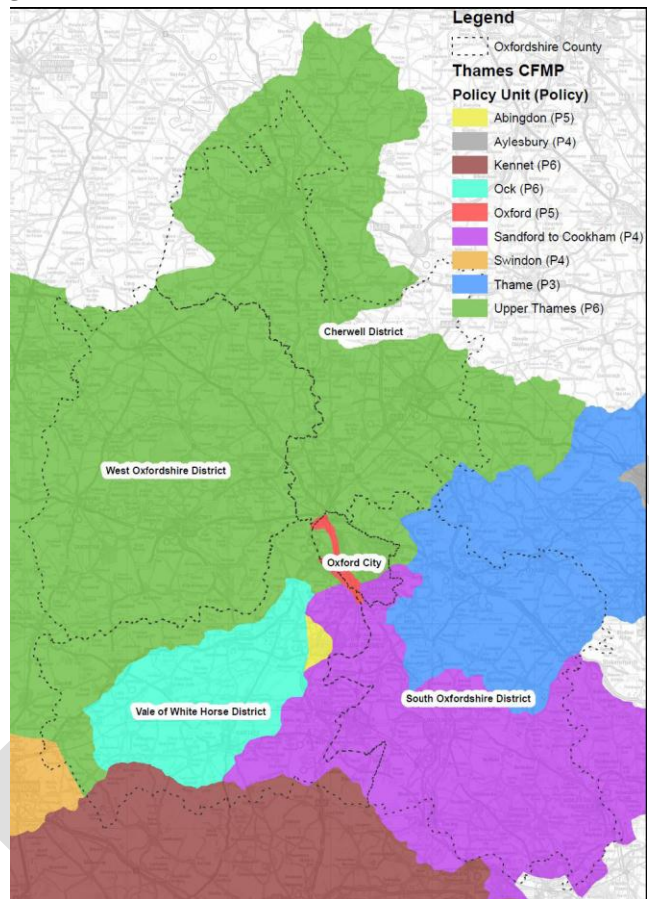 Legend
Oxfordshire County
Thames CFMP
Policy Unit (Policy)
Abingdon (P5)
Aylesbury (P4)
Kennet (P6)
Ock (P6)
Oxford (P5)
Sandford to Cookham (P4)
Swindon (P4)
Thame (P3)
Upper Thames (P6)
Cherwell District
West Oxfordshire District
Oxford City
South Oxfordshire District
Vale of White Horse District